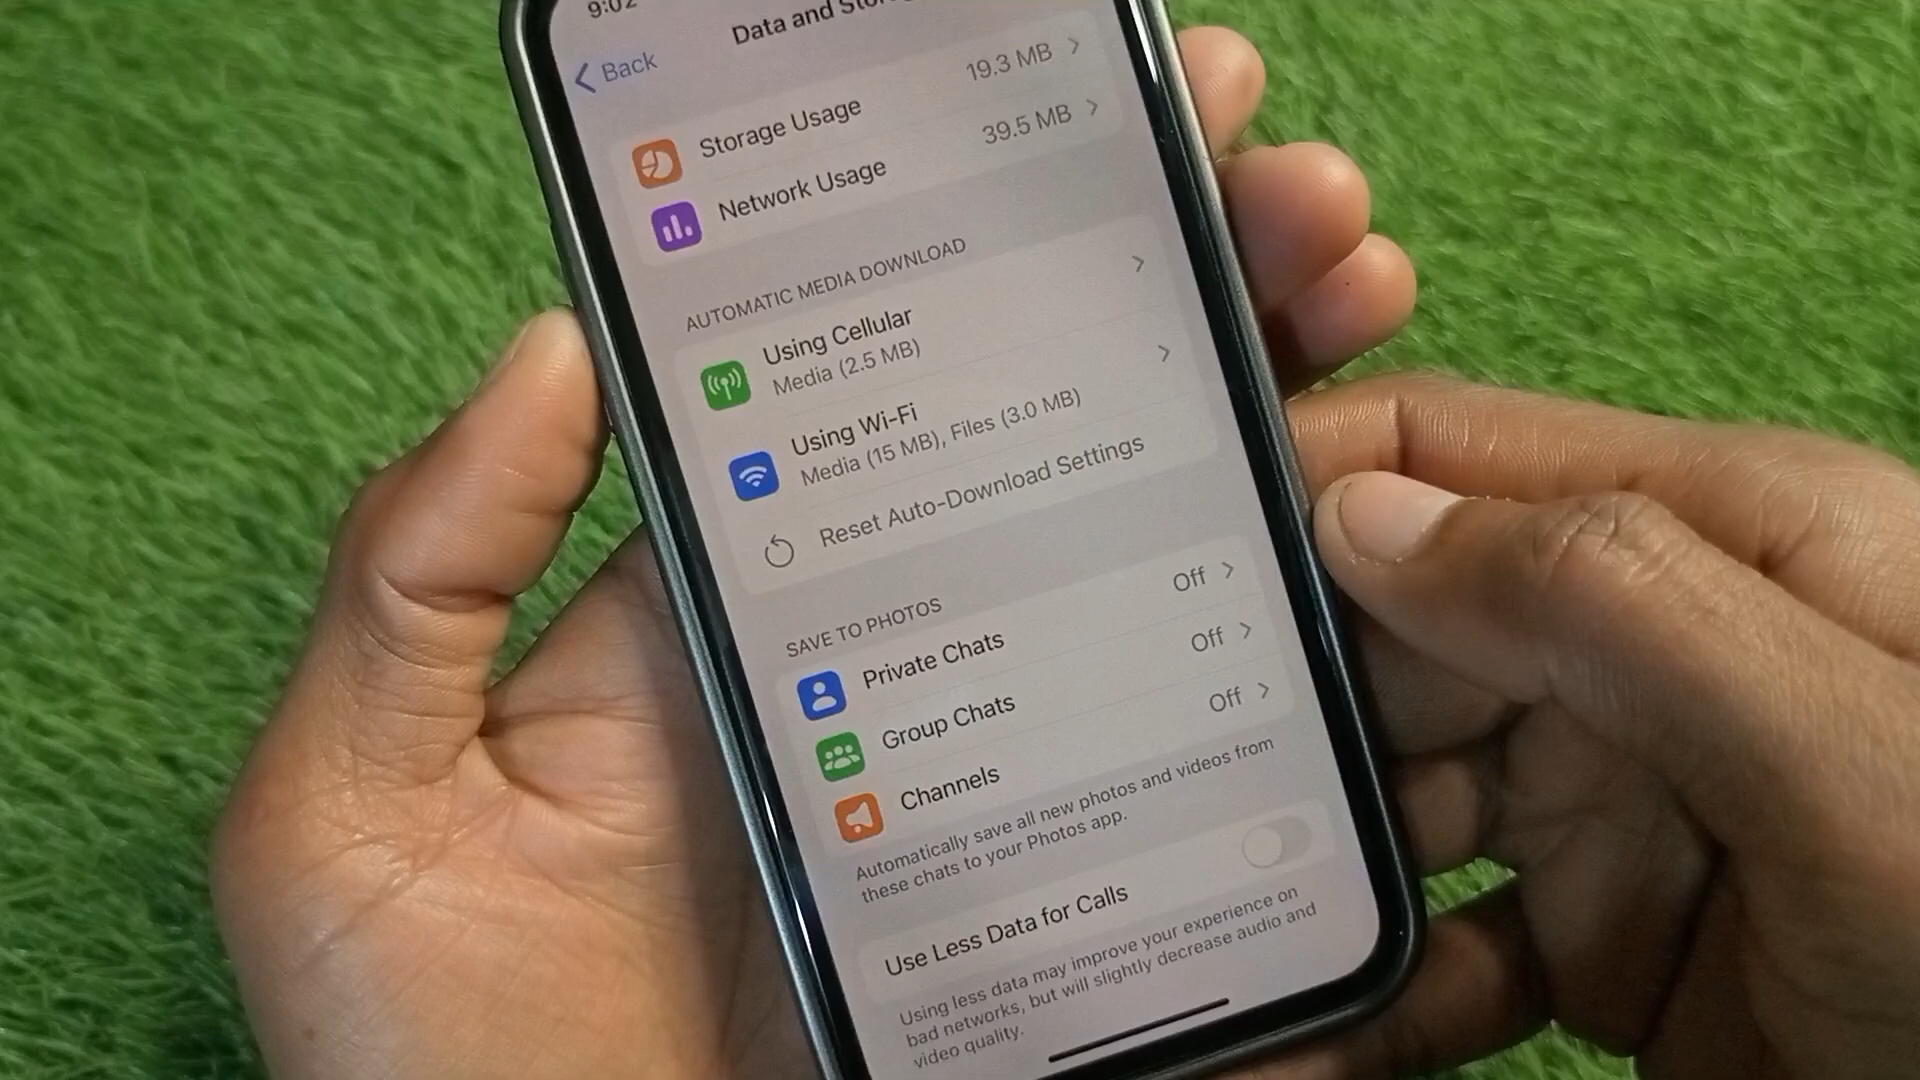 9:02
Back
Data and Storage
Storage Usage 19.3 MB
Network Usage 39.5 MB
AUTOMATIC MEDIA DOWNLOAD
Using Cellular
Media (2.5 MB)
Using Wi-Fi
Media (15 MB), Files (3.0 MB)
Reset Auto-Download Settings
SAVE TO PHOTOS
Private Chats Off
Group Chats Off
Channels Off
Automatically save all new photos and videos from
these chats to your Photos app.
Use Less Data for Calls
Using less data may improve your experience on
bad networks, but will slightly decrease audio and
video quality.